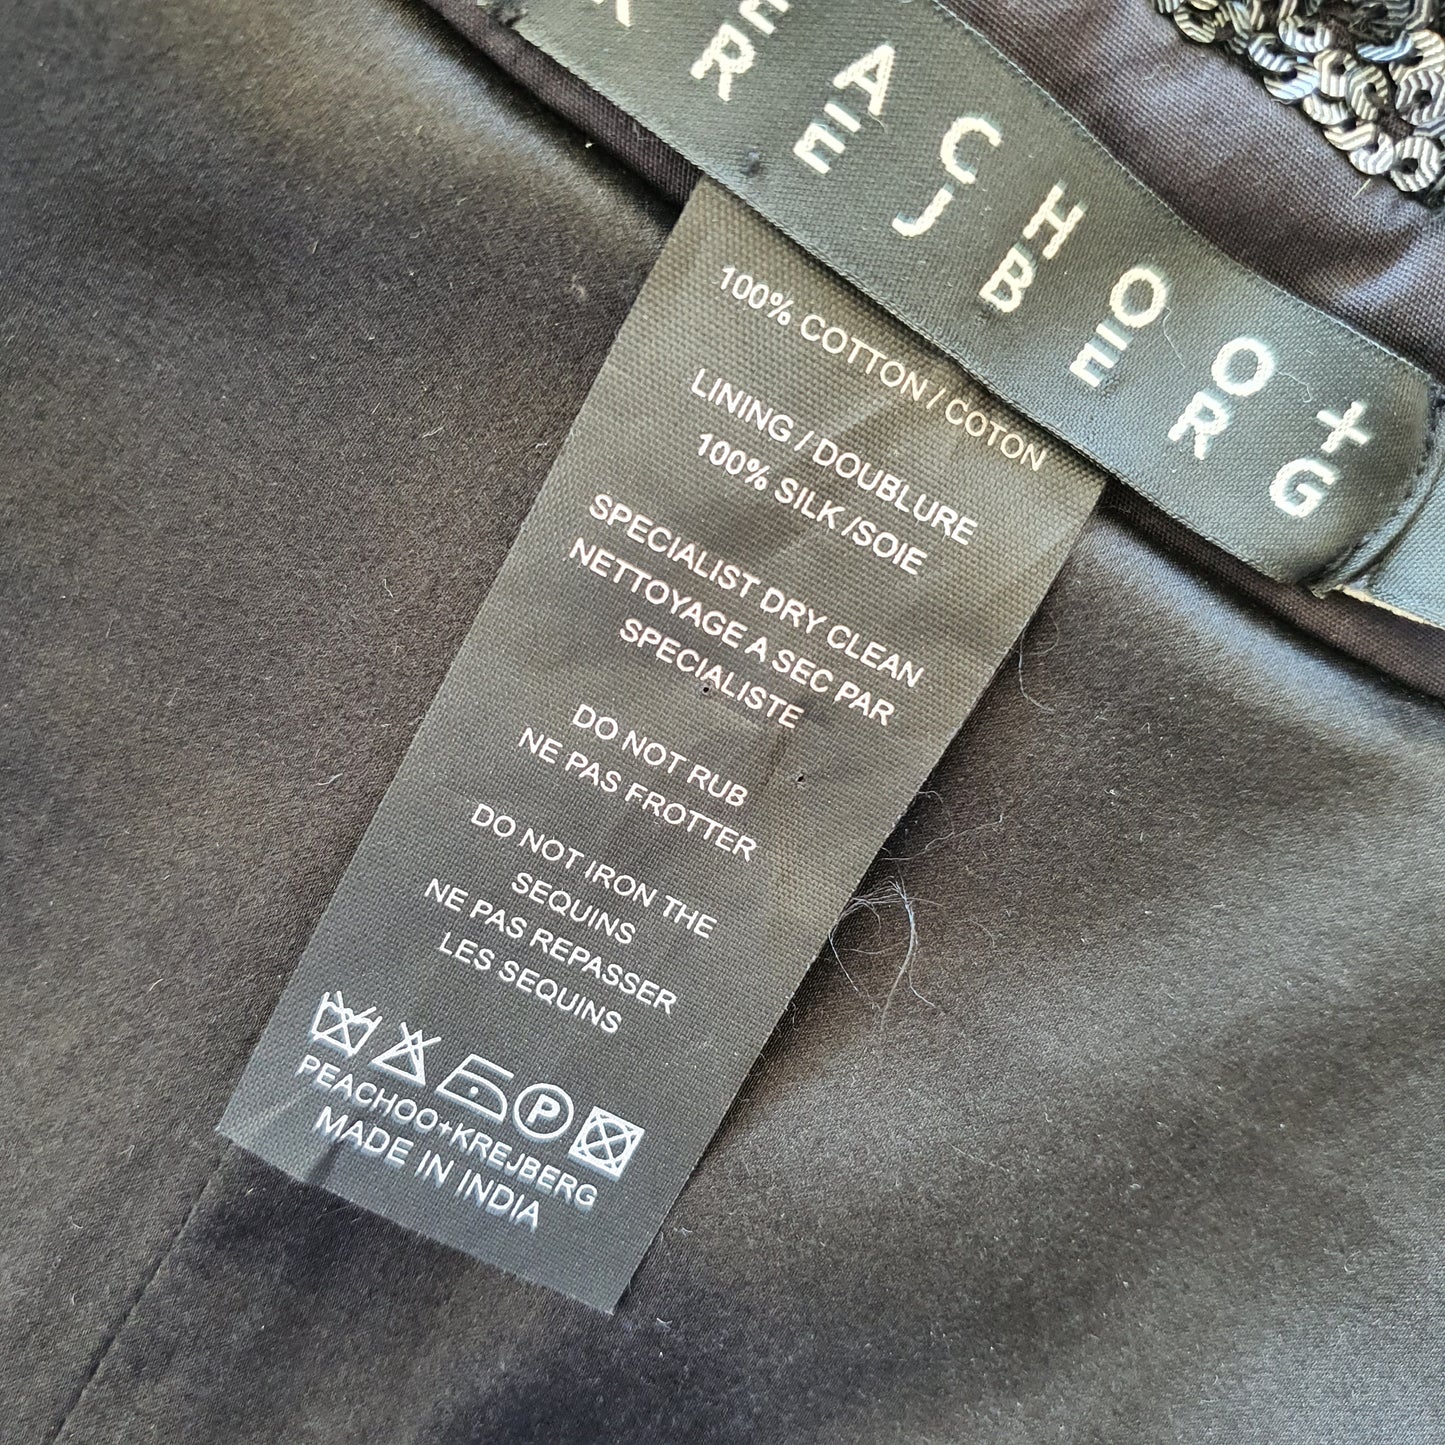 EACHOO+
KREJBERG
100% COTTON / COTON
LINING / DOUBLURE
100% SILK /SOIE
SPECIALIST DRY CLEAN
NETTOYAGE A SEC PAR
SPECIALISTE
DO NOT RUB
NE PAS FROTTER
DO NOT IRON THE
SEQUINS
NE PAS REPASSER
LES SEQUINS
P
PEACHOO+KREJBERG
MADE IN INDIA